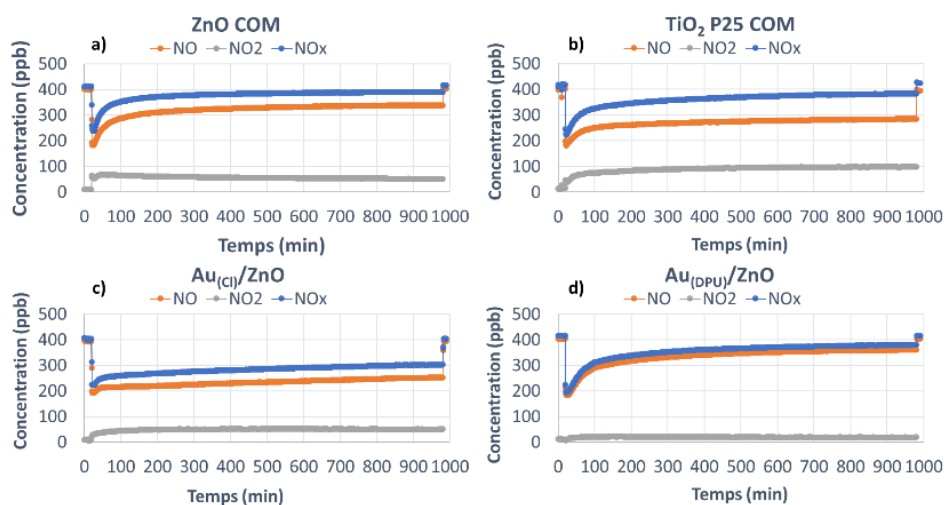 ZnO COM
a)
NO NO2 NOx
500
400
300
200
100
0
Concentration (ppb)
0 100 200 300 400 500 600 700 800 900 1000
Temps (min)
TiO₂ P25 COM
b)
NO NO2 NOx
500
400
300
200
100
0
Concentration (ppb)
0 100 200 300 400 500 600 700 800 900 1000
Temps (min)
Au(CI)/ZnO
c)
NO NO2 NOx
500
400
300
200
100
0
Concentration (ppb)
0 100 200 300 400 500 600 700 800 900 1000
Temps (min)
Au(DPU)/ZnO
d)
NO NO2 NOx
500
400
300
200
100
0
Concentration (ppb)
0 100 200 300 400 500 600 700 800 900 1000
Temps (min)